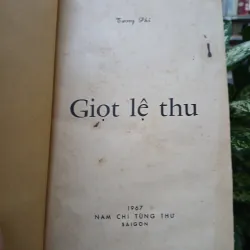 Tương Phố
Giọt lệ thu
1967
NAM CHI TÙNG THƯ
SAIGON